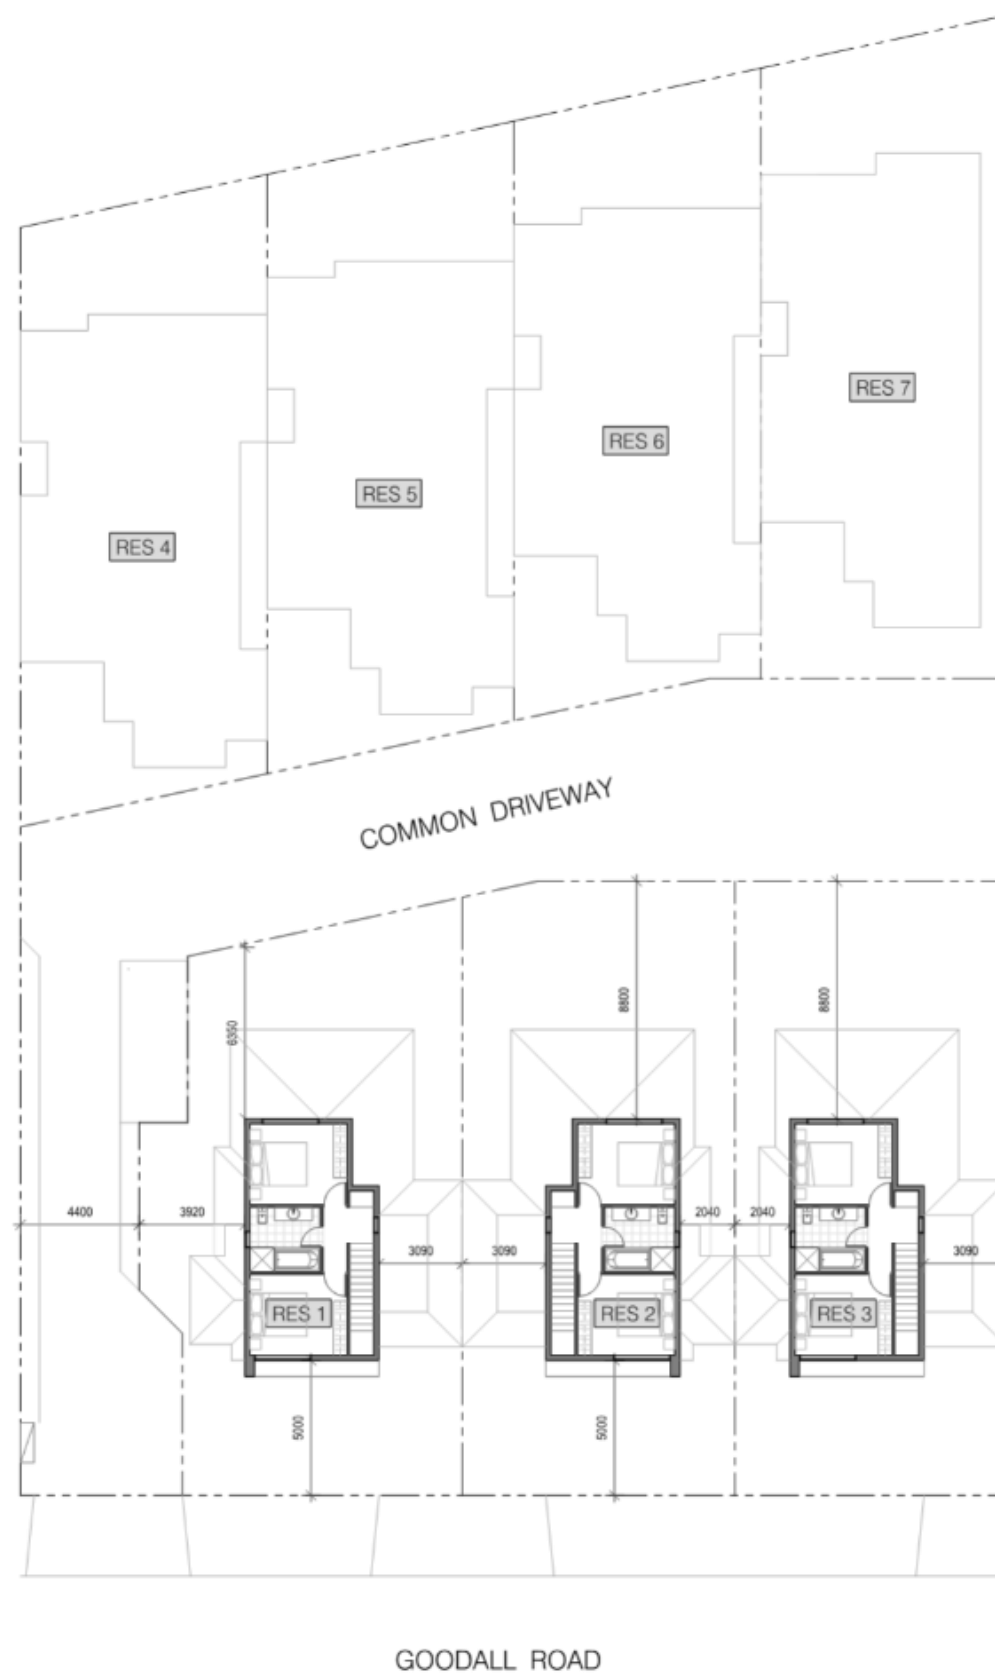 RES 7
RES 6
RES 5
RES 4
COMMON DRIVEWAY
6350
8800
8800
4400
3920
3090
3090
2040
2040
3090
RES 1
RES 2
RES 3
5000
5000
GOODALL ROAD